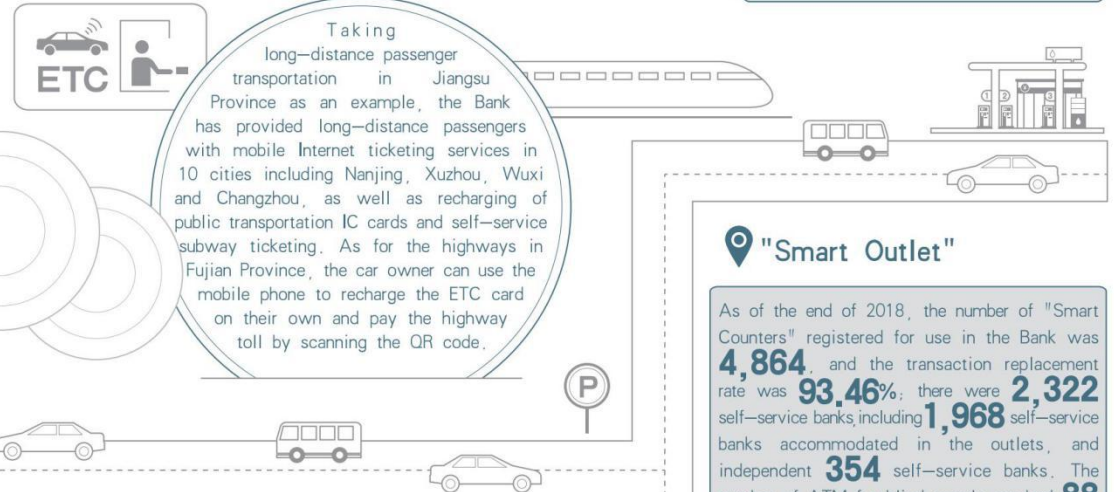 ETC
Taking
long—distance passenger
transportation in Jiangsu
Province as an example, the Bank
has provided long—distance passengers
with mobile Internet ticketing services in
10 cities including Nanjing, Xuzhou, Wuxi
and Changzhou, as well as recharging of
public transportation IC cards and self—service
subway ticketing. As for the highways in
Fujian Province, the car owner can use the
mobile phone to recharge the ETC card
on their own and pay the highway
toll by scanning the QR code.
1 2 3
P
"Smart Outlet"
As of the end of 2018, the number of "Smart
Counters" registered for use in the Bank was
4,864, and the transaction replacement
rate was 93.46%; there were 2,322
self—service banks, including 1,968 self—service
banks accommodated in the outlets, and
independent 354 self—service banks. The